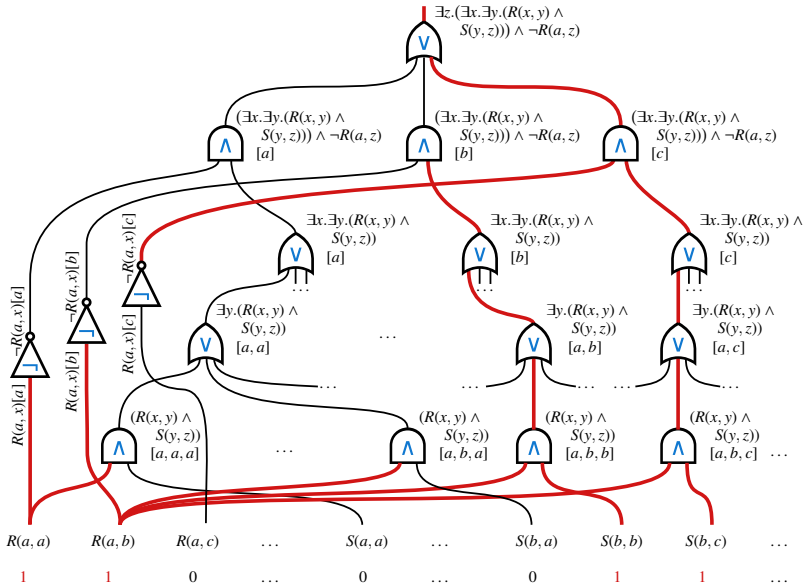 ∃z.(∃x.∃y.(R(x, y) ∧
S(y, z))) ∧ ¬R(a, z)
∨
(∃x.∃y.(R(x, y) ∧
S(y, z))) ∧ ¬R(a, z)
[a]
∧
(∃x.∃y.(R(x, y) ∧
S(y, z))) ∧ ¬R(a, z)
[b]
∧
(∃x.∃y.(R(x, y) ∧
S(y, z))) ∧ ¬R(a, z)
[c]
∧
¬R(a, x)[a]
¬R(a, x)[b]
¬R(a, x)[c]
∃x.∃y.(R(x, y) ∧
S(y, z))
[a]
∨
...
∃x.∃y.(R(x, y) ∧
S(y, z))
[b]
∨
...
∃x.∃y.(R(x, y) ∧
S(y, z))
[c]
∨
...
¬
¬
¬
R(a, x)[a]
R(a, x)[b]
R(a, x)[c]
∃y.(R(x, y) ∧
S(y, z))
[a, a]
∨
...
∃y.(R(x, y) ∧
S(y, z))
[a, b]
∨
∃y.(R(x, y) ∧
S(y, z))
[a, c]
∨
... ... ... ... ...
(R(x, y) ∧
S(y, z))
[a, a, a]
∧
...
(R(x, y) ∧
S(y, z))
[a, b, a]
∧
(R(x, y) ∧
S(y, z))
[a, b, b]
∧
(R(x, y) ∧
S(y, z))
[a, b, c]
∧
...
R(a, a) R(a, b) R(a, c) ... S(a, a) ... S(b, a) S(b, b) S(b, c) ...
1 1 0 ... 0 ... 0 1 1 ...